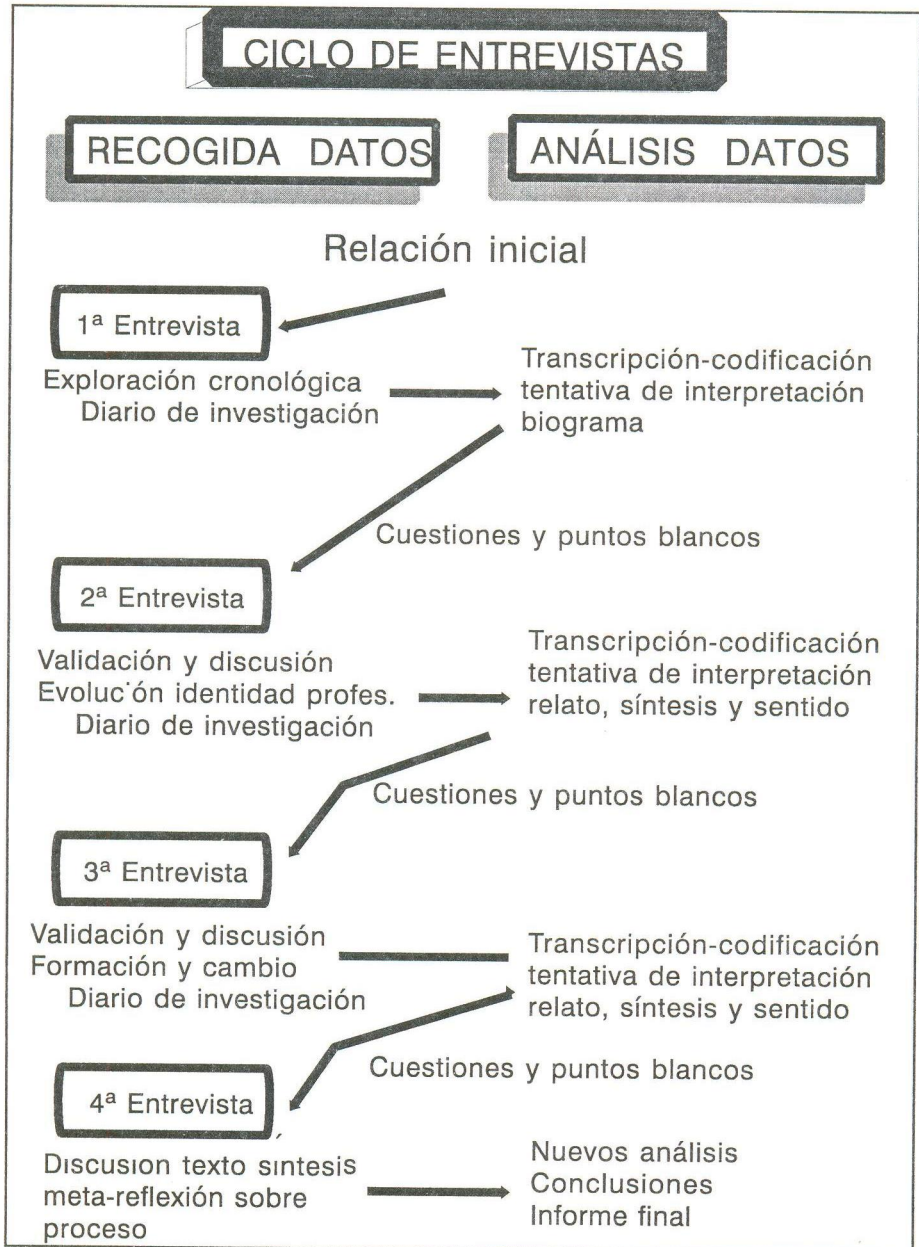 CICLO DE ENTREVISTAS
RECOGIDA DATOS
ANÁLISIS DATOS
Relación inicial
1ª Entrevista
Exploración cronológica
Diario de investigación
Transcripción-codificación
tentativa de interpretación
biograma
Cuestiones y puntos blancos
2ª Entrevista
Validación y discusión
Evolución identidad profes.
Diario de investigación
Transcripción-codificación
tentativa de interpretación
relato, síntesis y sentido
Cuestiones y puntos blancos
3ª Entrevista
Validación y discusión
Formación y cambio
Diario de investigación
Transcripción-codificación
tentativa de interpretación
relato, síntesis y sentido
Cuestiones y puntos blancos
4ª Entrevista
Discusión texto síntesis
meta-reflexión sobre
proceso
Nuevos análisis
Conclusiones
Informe final